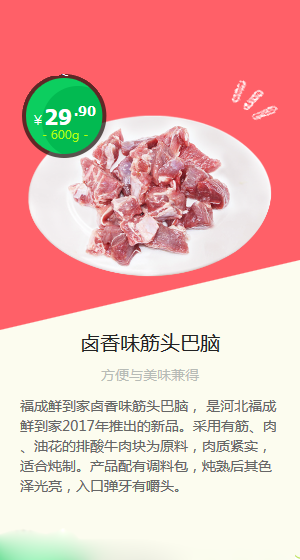 ¥29.90
- 600g -
卤香味筋头巴脑
方便与美味兼得
福成鲜到家卤香味筋头巴脑， 是河北福成
鲜到家2017年推出的新品。采用有筋、肉
、油花的排酸牛肉块为原料，肉质紧实，
适合炖制。产品配有调料包，炖熟后其色
泽光亮，入口弹牙有嚼头。